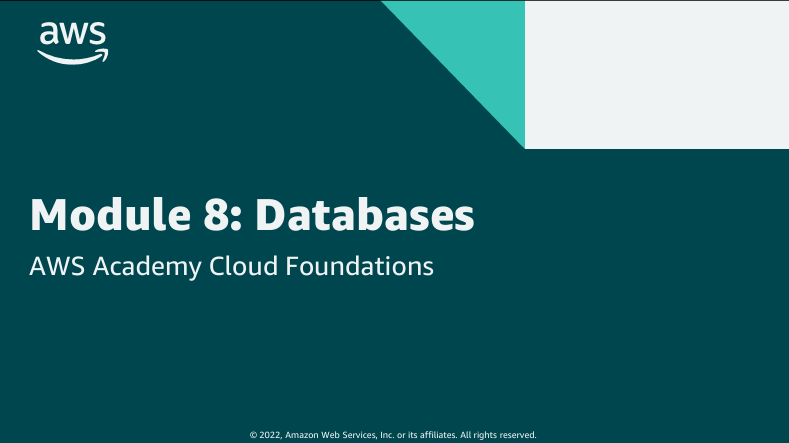 aws
Module 8: Databases
AWS Academy Cloud Foundations
© 2022, Amazon Web Services, Inc. or its affiliates. All rights reserved.